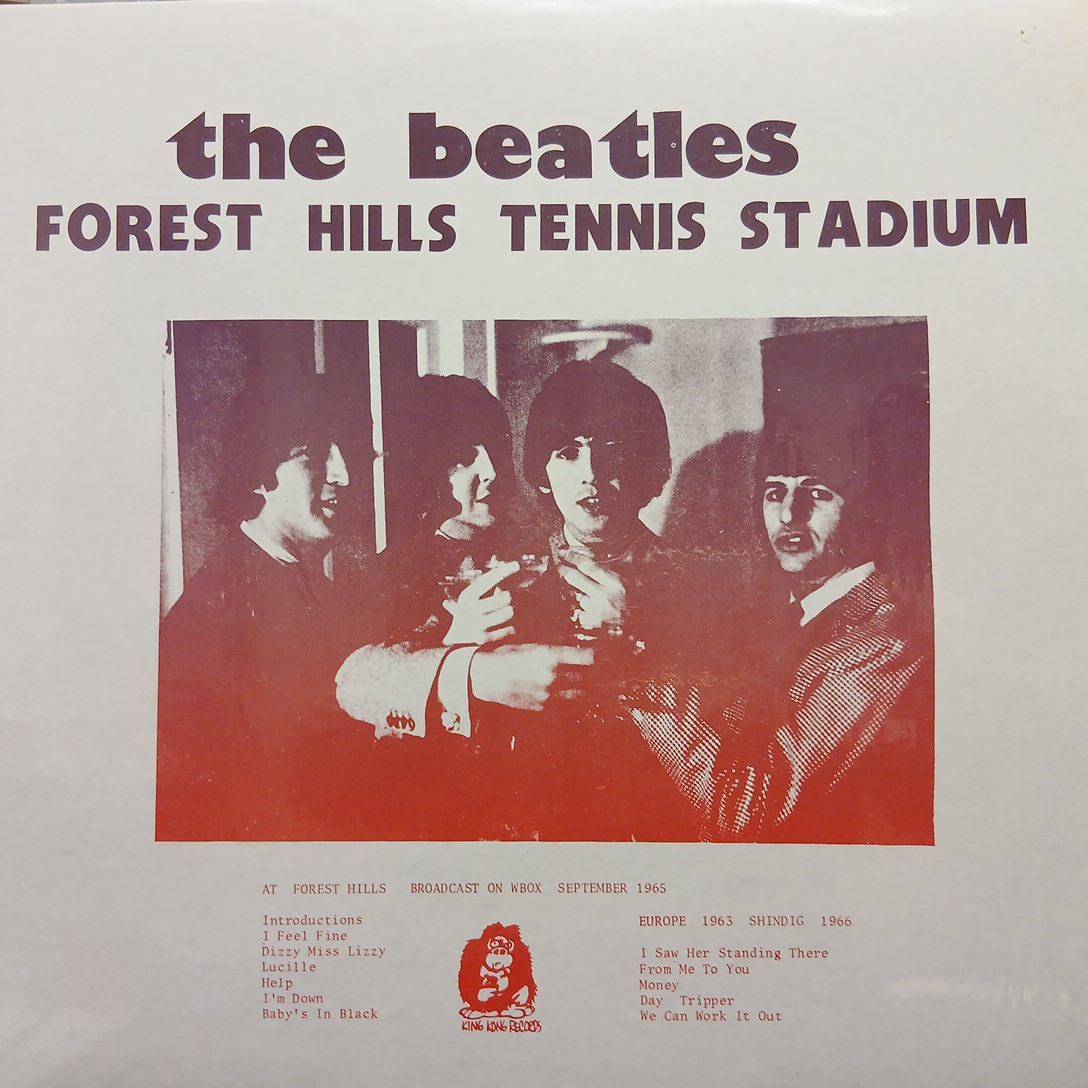 the beatles
FOREST HILLS TENNIS STADIUM
AT FOREST HILLS BROADCAST ON WBOX SEPTEMBER 1965
Introductions
I Feel Fine
Dizzy Miss Lizzy
Lucille
Help
I'm Down
Baby's In Black
KING KONG RECORDS
EUROPE 1963 SHINDIG 1966
I Saw Her Standing There
From Me To You
Money
Day Tripper
We Can Work It Out